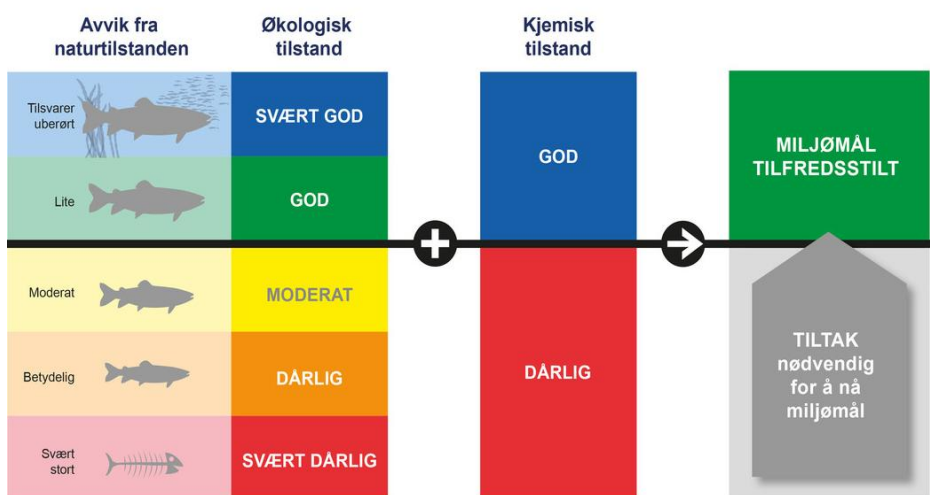 Avvik fra
naturtilstanden
Økologisk
tilstand
Kjemisk
tilstand
Tilsvarer
uberørt
SVÆRT GOD
GOD
MILJØMÅL
TILFREDSSTILT
Lite
GOD
Moderat
MODERAT
Betydelig
DÅRLIG
DÅRLIG
TILTAK
nødvendig
for å nå
miljømål
Svært
stort
SVÆRT DÅRLIG